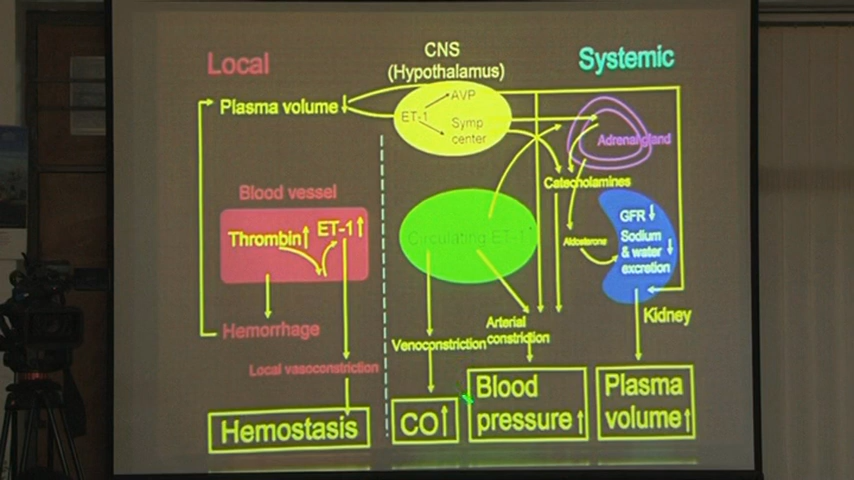 Local
CNS
(Hypothalamus)
Systemic
Plasma volume↓
ET-1
AVP
Symp
center
Adrenal gland
Catecholamines
Blood vessel
Thrombin↑
ET-1↑
Circulating ET-1↑
GFR↓
Sodium
& water
excretion
↓
Aldosterone
Hemorrhage
Kidney
Arterial
constriction
Venoconstriction
Local vasoconstriction
Hemostasis
CO↑
Blood
pressure↑
Plasma
volume↑